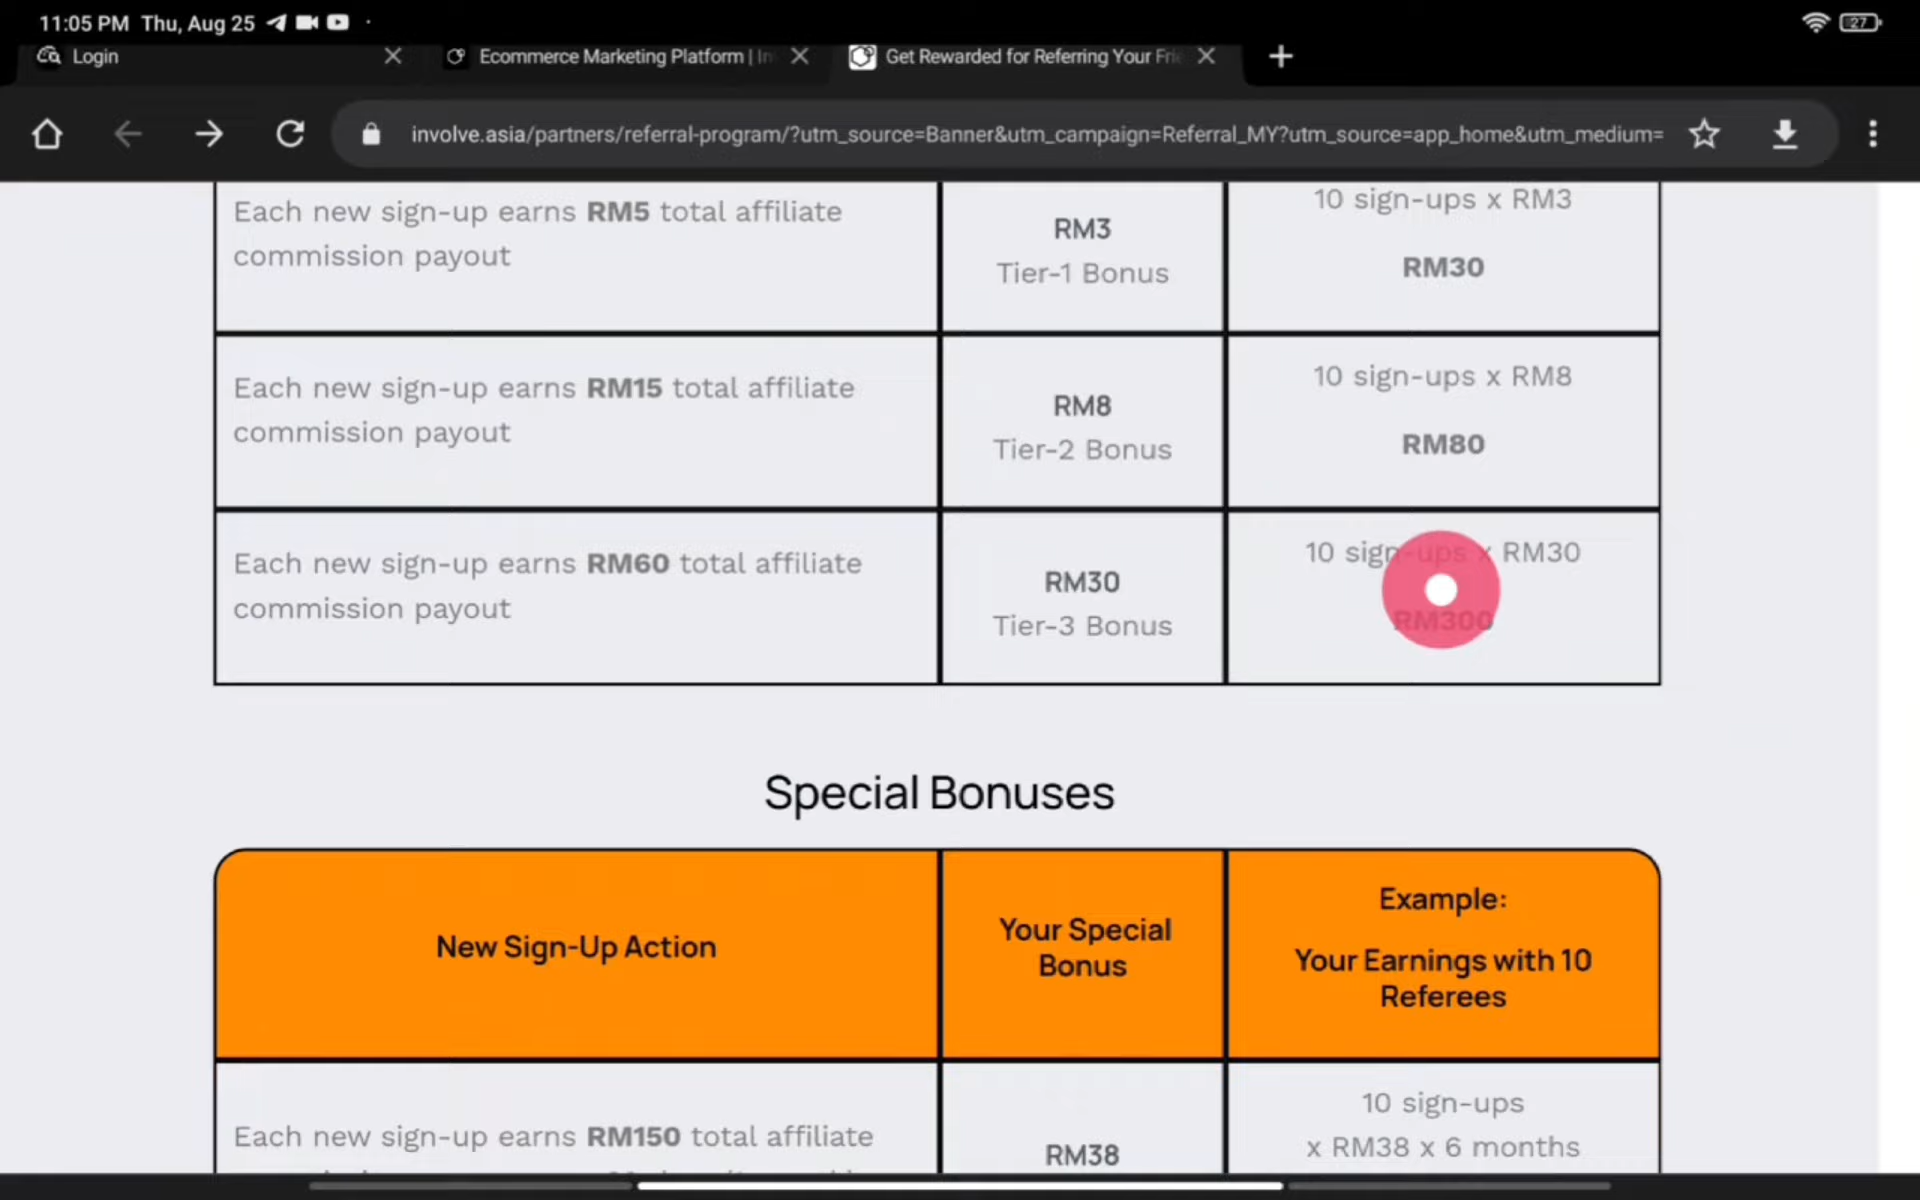 11:05 PM Thu, Aug 25
27
Login
Ecommerce Marketing Platform | In
Get Rewarded for Referring Your Frie
involve.asia/partners/referral-program/?utm_source=Banner&utm_campaign=Referral_MY?utm_source=app_home&utm_medium=
Each new sign-up earns RM5 total affiliate
commission payout
RM3
Tier-1 Bonus
10 sign-ups x RM3
RM30
Each new sign-up earns RM15 total affiliate
commission payout
RM8
Tier-2 Bonus
10 sign-ups x RM8
RM80
Each new sign-up earns RM60 total affiliate
commission payout
RM30
Tier-3 Bonus
10 sign-ups x RM30
RM300
Special Bonuses
New Sign-Up Action
Your Special
Bonus
Example:
Your Earnings with 10
Referees
Each new sign-up earns RM150 total affiliate
RM38
10 sign-ups
x RM38 x 6 months